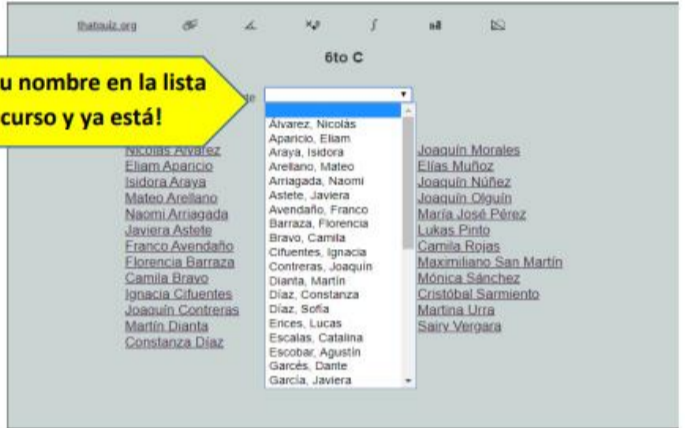 thatquiz.org
6to C
u nombre en la lista
curso y ya está!
Álvarez, Nicolás
Aparicio, Eliam
Araya, Isidora
Arellano, Mateo
Arriagada, Naomi
Astete, Javiera
Avendaño, Franco
Barraza, Florencia
Bravo, Camila
Cifuentes, Ignacia
Contreras, Joaquín
Dianta, Martín
Díaz, Constanza
Díaz, Sofía
Erices, Lucas
Escalas, Catalina
Escobar, Agustín
Garcés, Dante
García, Javiera
Nicolás Álvarez
Eliam Aparicio
Isidora Araya
Mateo Arellano
Naomi Arriagada
Javiera Astete
Franco Avendaño
Florencia Barraza
Camila Bravo
Ignacia Cifuentes
Joaquín Contreras
Martín Dianta
Constanza Díaz
Joaquín Morales
Elías Muñoz
Joaquín Núñez
Joaquín Olguín
María José Pérez
Lukas Pinto
Camila Rojas
Maximiliano San Martín
Mónica Sánchez
Cristóbal Sarmiento
Martina Urra
Sairy Vergara